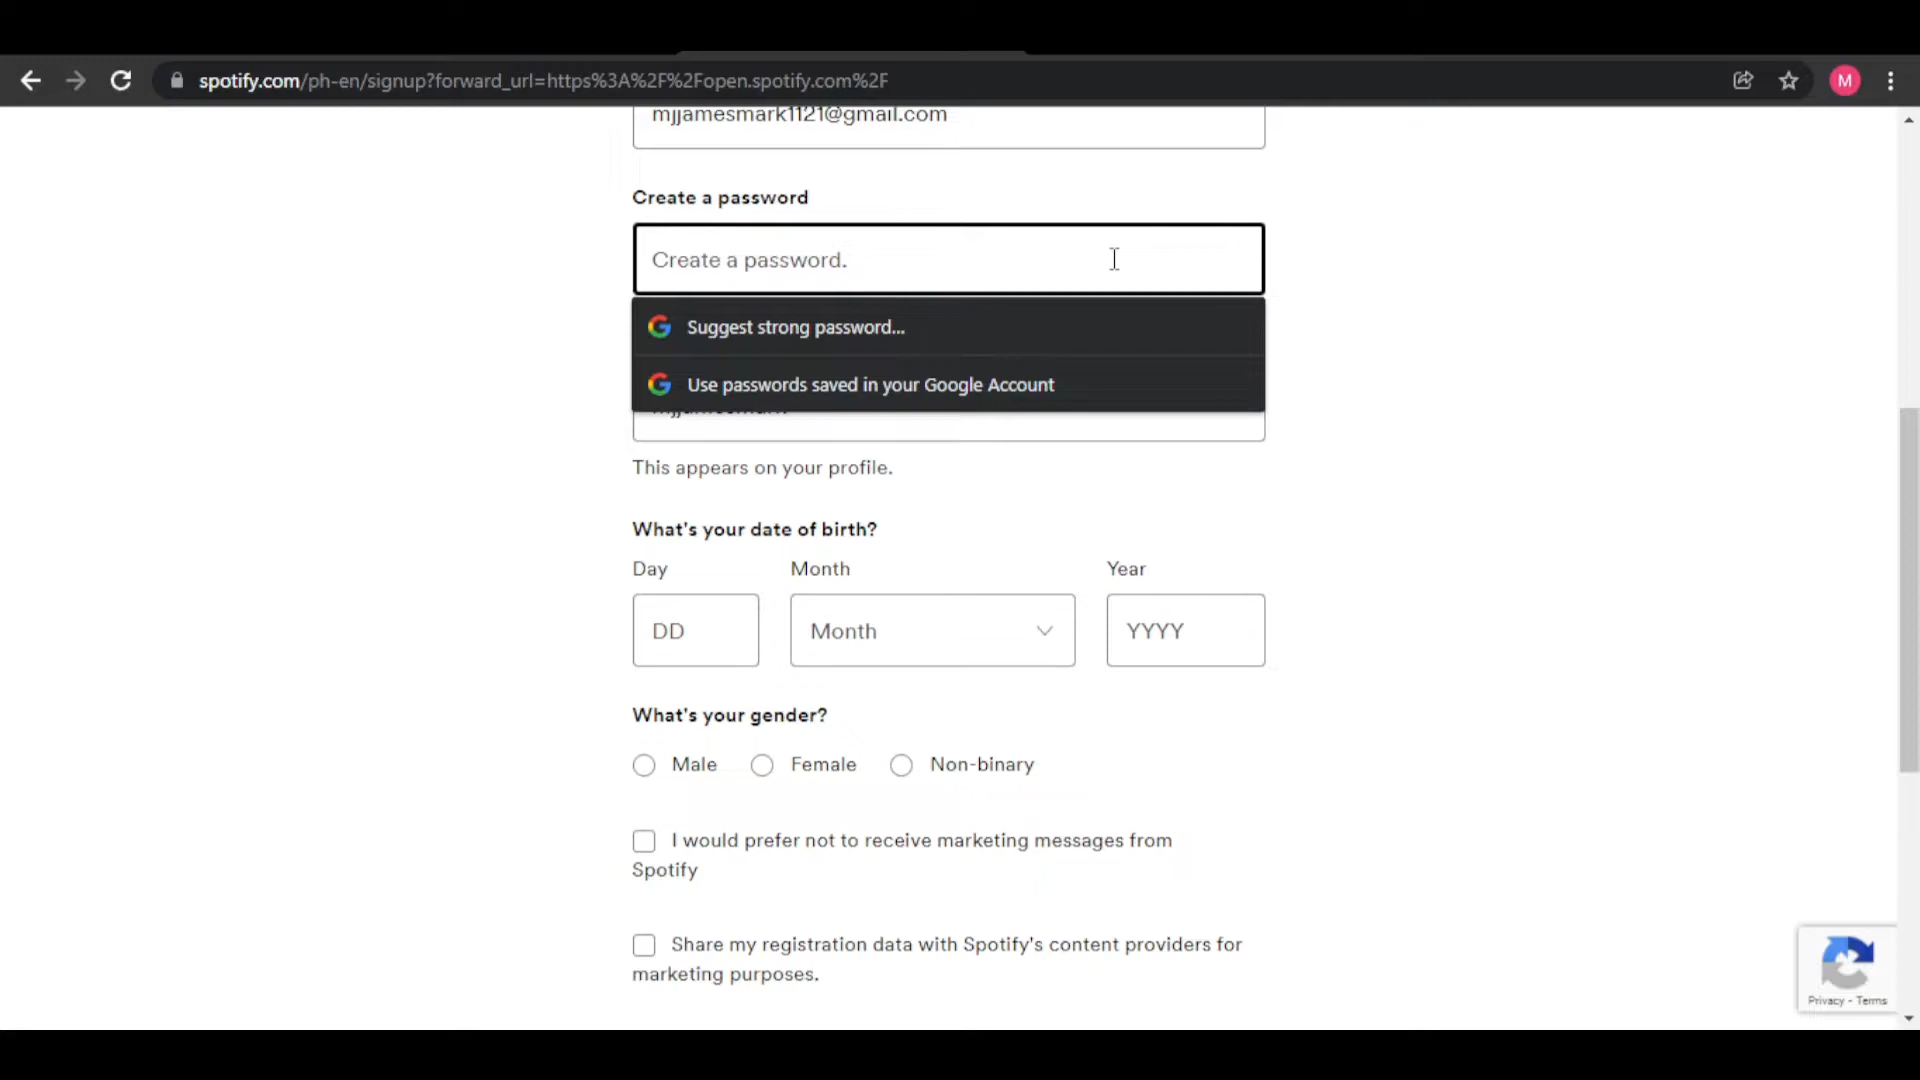 spotify.com/ph-en/signup?forward_url=https%3A%2F%2Fopen.spotify.com%2F
M
mjjamesmark1121@gmail.com
Create a password
Create a password.
Suggest strong password...
Use passwords saved in your Google Account
This appears on your profile.
What's your date of birth?
Day Month Year
DD Month YYYY
What's your gender?
Male Female Non-binary
I would prefer not to receive marketing messages from
Spotify
Share my registration data with Spotify's content providers for
marketing purposes.
Privacy - Terms